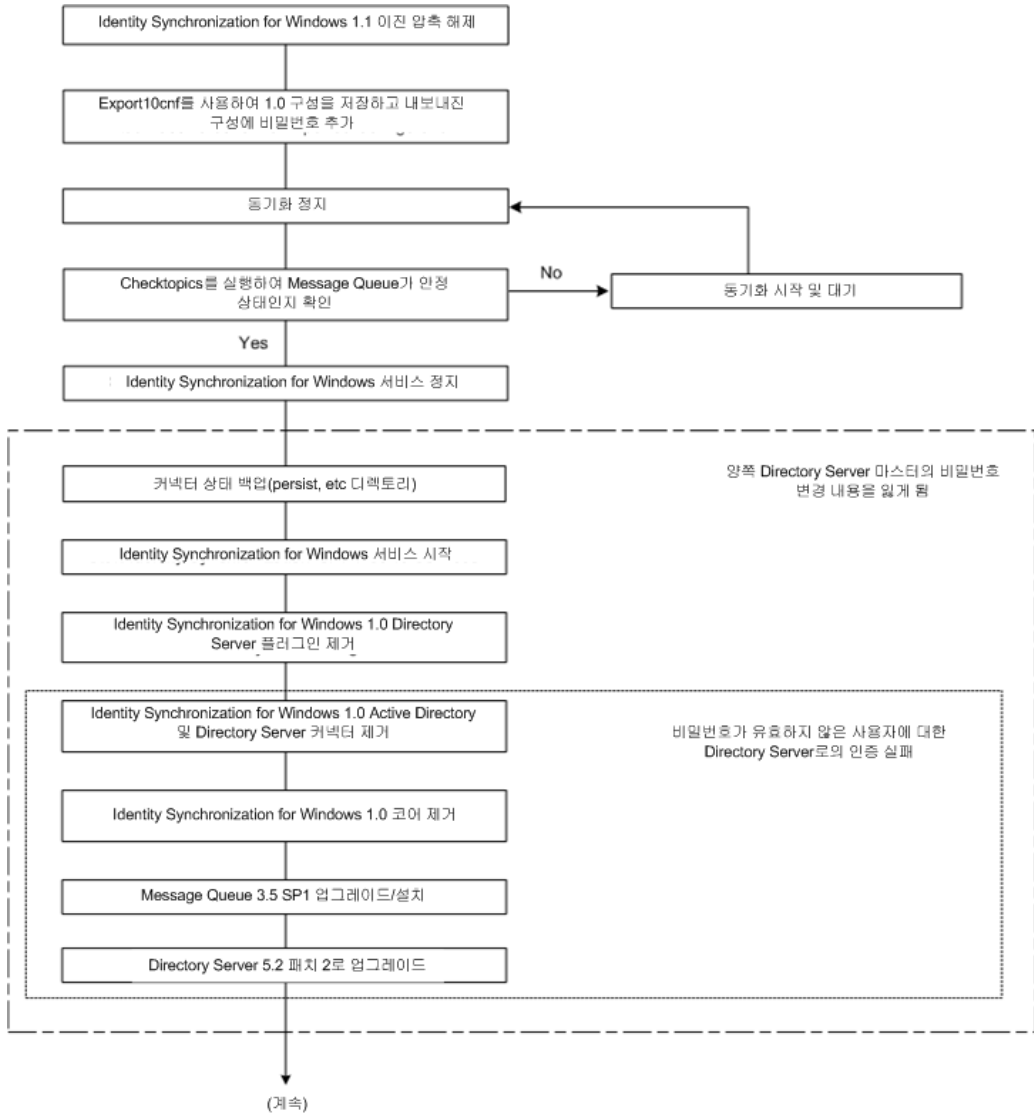 Identity Synchronization for Windows 1.1 이진 압축 해제
Export10cnf를 사용하여 1.0 구성을 저장하고 내보내진
구성에 비밀번호 추가
동기화 정지
Checktopics를 실행하여 Message Queue가 안정
상태인지 확인
No
동기화 시작 및 대기
Yes
Identity Synchronization for Windows 서비스 정지
커넥터 상태 백업(persist, etc 디렉토리)
양쪽 Directory Server 마스터의 비밀번호
변경 내용을 잃게 됨
Identity Synchronization for Windows 서비스 시작
Identity Synchronization for Windows 1.0 Directory
Server 플러그인 제거
Identity Synchronization for Windows 1.0 Active Directory
및 Directory Server 커넥터 제거
비밀번호가 유효하지 않은 사용자에 대한
Directory Server로의 인증 실패
Identity Synchronization for Windows 1.0 코어 제거
Message Queue 3.5 SP1 업그레이드/설치
Directory Server 5.2 패치 2로 업그레이드
(계속)